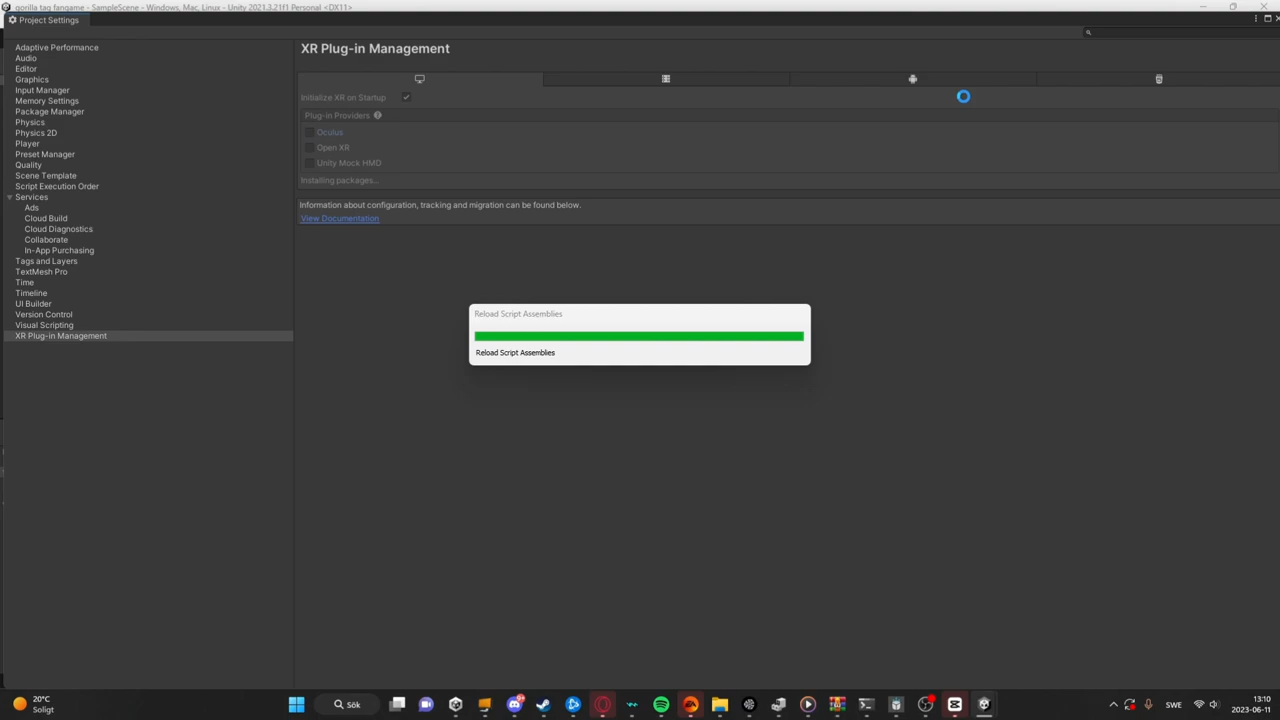 gorilla tag fangame - SampleScene - Windows, Mac, Linux - Unity 2021.3.21f1 Personal <DX11>
Project Settings
Adaptive Performance
Audio
Editor
Graphics
Input Manager
Memory Settings
Package Manager
Physics
Physics 2D
Player
Preset Manager
Quality
Scene Template
Script Execution Order
Services
Ads
Cloud Build
Cloud Diagnostics
Collaborate
In-App Purchasing
Tags and Layers
TextMesh Pro
Time
Timeline
UI Builder
Version Control
Visual Scripting
XR Plug-in Management
XR Plug-in Management
Initialize XR on Startup
Plug-in Providers
Oculus
Open XR
Unity Mock HMD
Installing packages...
Information about configuration, tracking and migration can be found below.
View Documentation
Reload Script Assemblies
Reload Script Assemblies
20°C
Soligt
Sök
SWE
13:10
2023-06-11